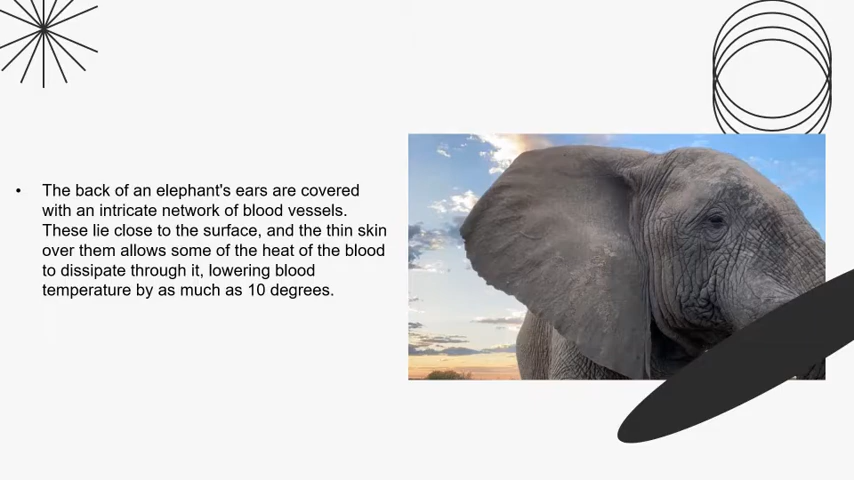 • The back of an elephant's ears are covered
with an intricate network of blood vessels.
These lie close to the surface, and the thin skin
over them allows some of the heat of the blood
to dissipate through it, lowering blood
temperature by as much as 10 degrees.